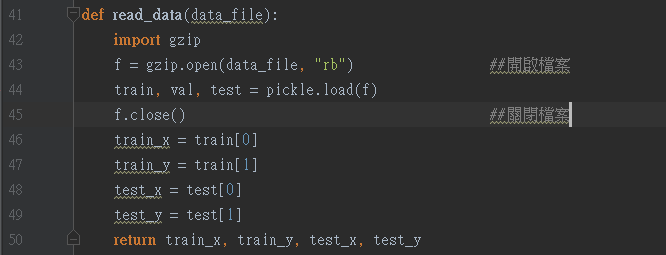 41 def read_data(data_file):
42 import gzip
43 f = gzip.open(data_file, "rb") ##開啟檔案
44 train, val, test = pickle.load(f)
45 f.close() ##關閉檔案
46 train_x = train[0]
47 train_y = train[1]
48 test_x = test[0]
49 test_y = test[1]
50 return train_x, train_y, test_x, test_y